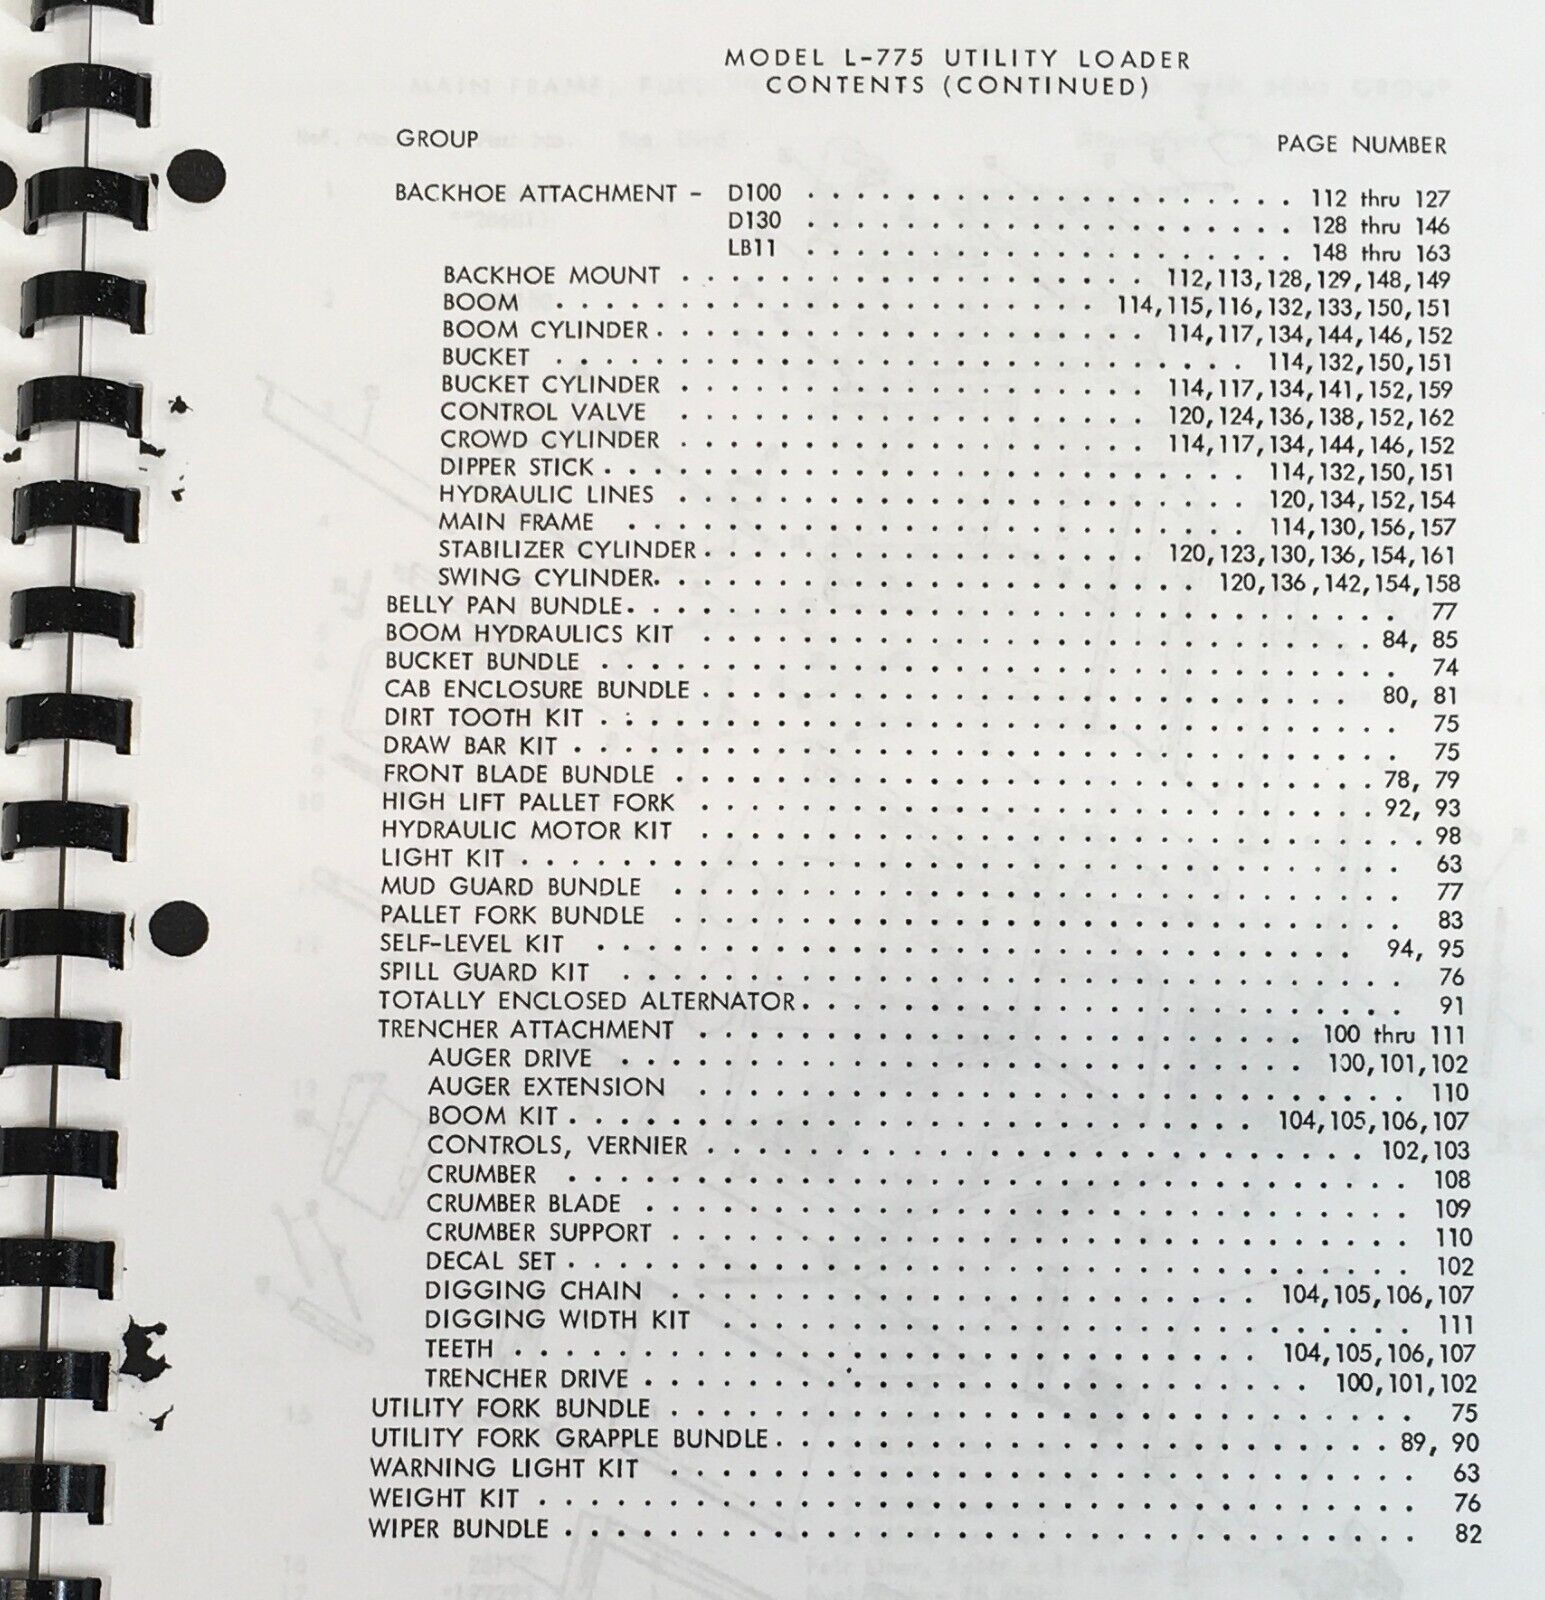 MODEL L-775 UTILITY LOADER
CONTENTS (CONTINUED)
GROUP PAGE NUMBER
BACKHOE ATTACHMENT - D100 . . . . . . . . . . 112 thru 127
D130 . . . . . . . . . . 128 thru 146
LB11 . . . . . . . . . . 148 thru 163
BACKHOE MOUNT . . . . . . . . . . 112,113,128,129,148,149
BOOM . . . . . . . . . . 114,115,116,132,133,150,151
BOOM CYLINDER . . . . . . . . . . 114,117,134,144,146,152
BUCKET . . . . . . . . . . 114,132,150,151
BUCKET CYLINDER . . . . . . . . . . 114,117,134,141,152,159
CONTROL VALVE . . . . . . . . . . 120,124,136,138,152,162
CROWD CYLINDER . . . . . . . . . . 114,117,134,144,146,152
DIPPER STICK . . . . . . . . . . 114,132,150,151
HYDRAULIC LINES . . . . . . . . . . 120,134,152,154
MAIN FRAME . . . . . . . . . . 114,130,156,157
STABILIZER CYLINDER . . . . . . . . . . 120,123,130,136,154,161
SWING CYLINDER . . . . . . . . . . 120,136,142,154,158
BELLY PAN BUNDLE . . . . . . . . . . 77
BOOM HYDRAULICS KIT . . . . . . . . . . 84, 85
BUCKET BUNDLE . . . . . . . . . . 74
CAB ENCLOSURE BUNDLE . . . . . . . . . . 80, 81
DIRT TOOTH KIT . . . . . . . . . . 75
DRAW BAR KIT . . . . . . . . . . 75
FRONT BLADE BUNDLE . . . . . . . . . . 78, 79
HIGH LIFT PALLET FORK . . . . . . . . . . 92, 93
HYDRAULIC MOTOR KIT . . . . . . . . . . 98
LIGHT KIT . . . . . . . . . . 63
MUD GUARD BUNDLE . . . . . . . . . . 77
PALLET FORK BUNDLE . . . . . . . . . . 83
SELF-LEVEL KIT . . . . . . . . . . 94, 95
SPILL GUARD KIT . . . . . . . . . . 76
TOTALLY ENCLOSED ALTERNATOR . . . . . . . . . . 91
TRENCHER ATTACHMENT . . . . . . . . . . 100 thru 111
AUGER DRIVE . . . . . . . . . . 100,101,102
AUGER EXTENSION . . . . . . . . . . 110
BOOM KIT . . . . . . . . . . 104,105,106,107
CONTROLS, VERNIER . . . . . . . . . . 102,103
CRUMBER . . . . . . . . . . 108
CRUMBER BLADE . . . . . . . . . . 109
CRUMBER SUPPORT . . . . . . . . . . 110
DECAL SET . . . . . . . . . . 102
DIGGING CHAIN . . . . . . . . . . 104,105,106,107
DIGGING WIDTH KIT . . . . . . . . . . 111
TEETH . . . . . . . . . . 104,105,106,107
TRENCHER DRIVE . . . . . . . . . . 100,101,102
UTILITY FORK BUNDLE . . . . . . . . . . 75
UTILITY FORK GRAPPLE BUNDLE . . . . . . . . . . 89, 90
WARNING LIGHT KIT . . . . . . . . . . 63
WEIGHT KIT . . . . . . . . . . 76
WIPER BUNDLE . . . . . . . . . . 82